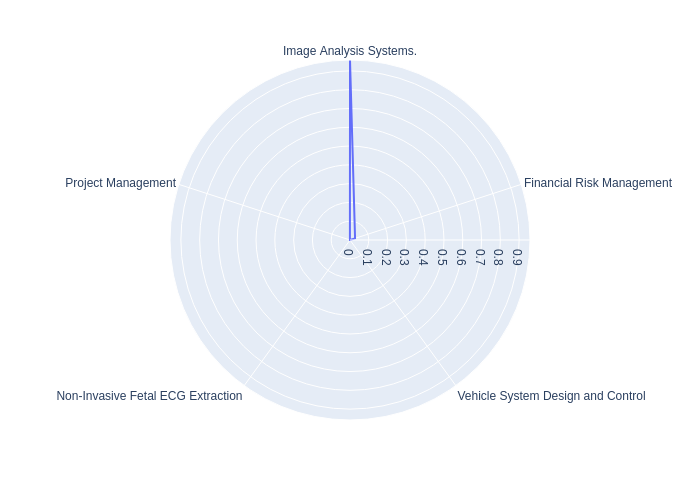 Image Analysis Systems.
Project Management
Financial Risk Management
0
0.1
0.2
0.3
0.4
0.5
0.6
0.7
0.8
0.9
Non-Invasive Fetal ECG Extraction
Vehicle System Design and Control